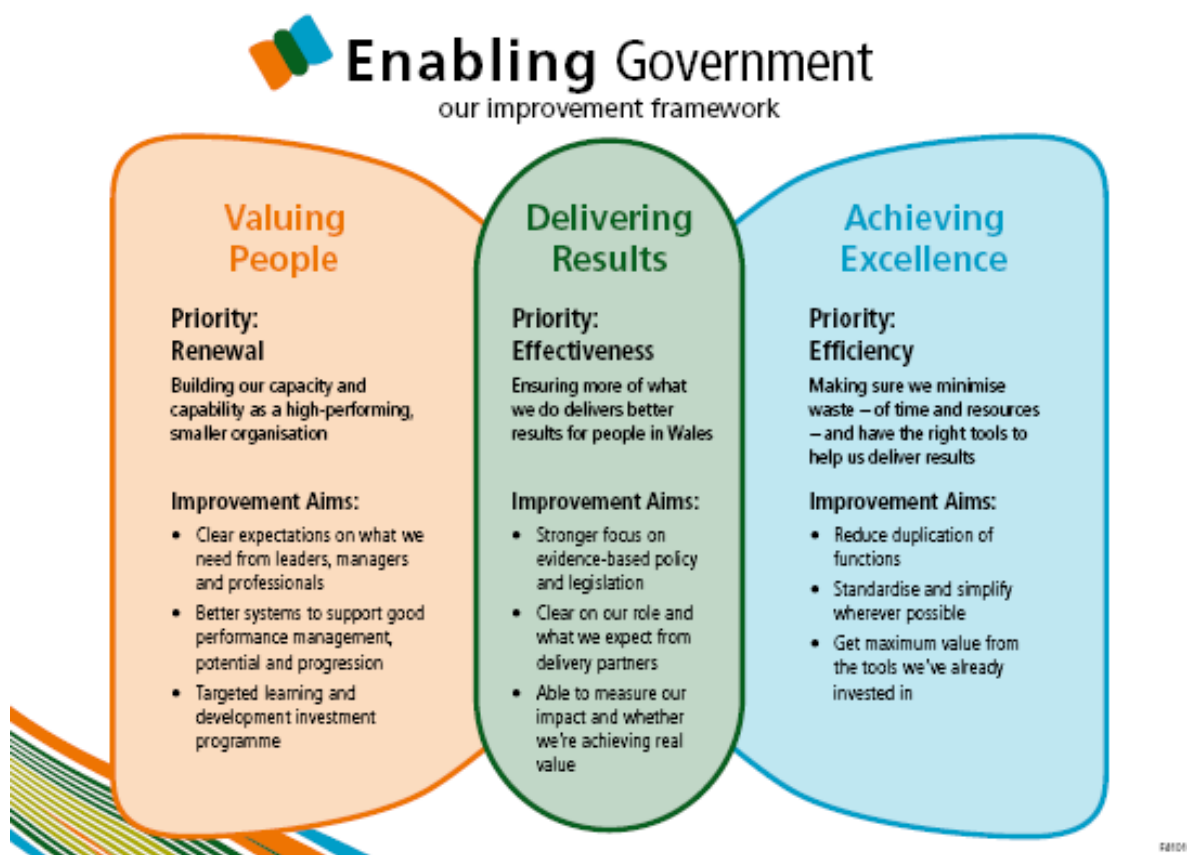 Enabling Government
our improvement framework
Valuing
People
Priority:
Renewal
Building our capacity and
capability as a high-performing,
smaller organisation
Improvement Aims:
• Clear expectations on what we
need from leaders, managers
and professionals
• Better systems to support good
performance management,
potential and progression
• Targeted learning and
development investment
programme
Delivering
Results
Priority:
Effectiveness
Ensuring more of what
we do delivers better
results for people in Wales
Improvement Aims:
• Stronger focus on
evidence-based policy
and legislation
• Clear on our role and
what we expect from
delivery partners
• Able to measure our
impact and whether
we're achieving real
value
Achieving
Excellence
Priority:
Efficiency
Making sure we minimise
waste – of time and resources
– and have the right tools to
help us deliver results
Improvement Aims:
• Reduce duplication of
functions
• Standardise and simplify
wherever possible
• Get maximum value from
the tools we've already
invested in